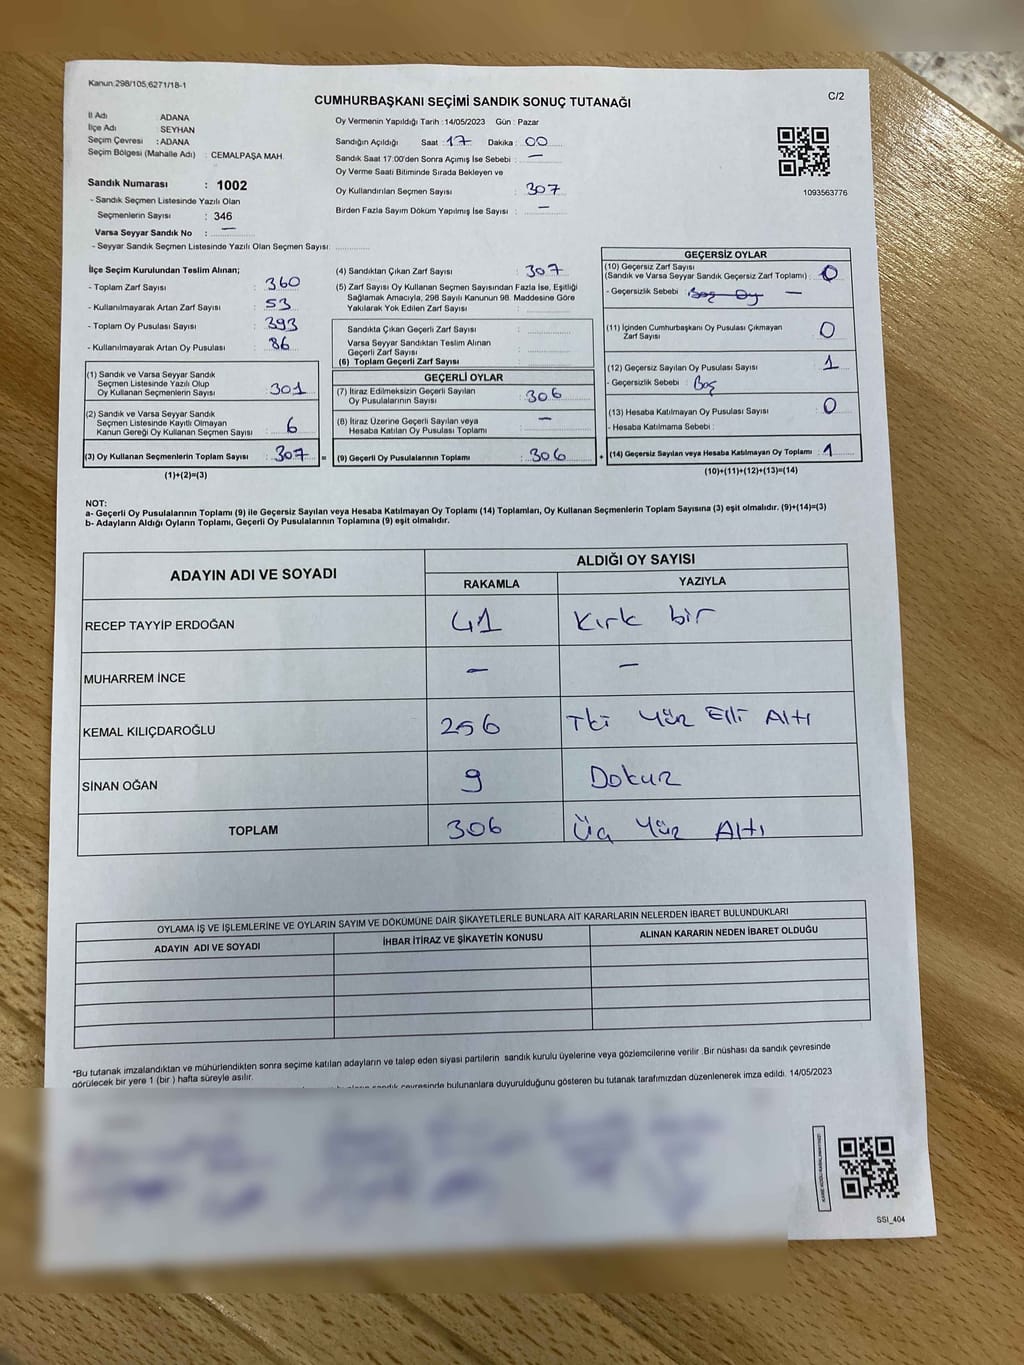 Kanun.298/105,6271/18-1
C/2
CUMHURBAŞKANI SEÇİMİ SANDIK SONUÇ TUTANAĞI
İl Adı : ADANA
İlçe Adı : SEYHAN
Seçim Çevresi : ADANA
Seçim Bölgesi (Mahalle Adı) : CEMALPAŞA MAH.
Sandık Numarası : 1002
- Sandık Seçmen Listesinde Yazılı Olan
Seçmenlerin Sayısı : 346
Varsa Seyyar Sandık No : —
- Seyyar Sandık Seçmen Listesinde Yazılı Olan Seçmen Sayısı:
Oy Vermenin Yapıldığı Tarih :14/05/2023 Gün : Pazar
Sandığın Açıldığı Saat : 17 Dakika : 00
Sandık Saat 17:00'den Sonra Açımış İse Sebebi : —
Oy Verme Saati Bitiminde Sırada Bekleyen ve
Oy Kullandırılan Seçmen Sayısı : 307
Birden Fazla Sayım Döküm Yapılmış İse Sayısı : —
1093563776
İlçe Seçim Kurulundan Teslim Alınan;
- Toplam Zarf Sayısı : 360
- Kullanılmayarak Artan Zarf Sayısı : 53
- Toplam Oy Pusulası Sayısı : 393
- Kullanılmayarak Artan Oy Pusulası : 86
(1) Sandık ve Varsa Seyyar Sandık
Seçmen Listesinde Yazılı Olup
Oy Kullanan Seçmenlerin Sayısı : 301
(2) Sandık ve Varsa Seyyar Sandık
Seçmen Listesinde Kayıtlı Olmayan
Kanun Gereği Oy Kullanan Seçmen Sayısı : 6
(3) Oy Kullanan Seçmenlerin Toplam Sayısı : 307 =
(1)+(2)=(3)
(4) Sandıktan Çıkan Zarf Sayısı : 307
(5) Zarf Sayısı Oy Kullanan Seçmen Sayısından Fazla İse, Eşitliği
Sağlamak Amacıyla, 298 Sayılı Kanunun 98. Maddesine Göre
Yakılarak Yok Edilen Zarf Sayısı :
Sandıkta Çıkan Geçerli Zarf Sayısı :
Varsa Seyyar Sandıktan Teslim Alınan
Geçerli Zarf Sayısı :
(6) Toplam Geçerli Zarf Sayısı :
GEÇERLİ OYLAR
(7) İtiraz Edilmeksizin Geçerli Sayılan
Oy Pusulalarının Sayısı : 306
(8) İtiraz Üzerine Geçerli Sayılan veya
Hesaba Katılan Oy Pusulası Toplamı : —
(9) Geçerli Oy Pusulalarının Toplamı : 306 +
GEÇERSİZ OYLAR
(10) Geçersiz Zarf Sayısı
(Sandık ve Varsa Seyyar Sandık Geçersiz Zarf Toplamı) : 0
- Geçersizlik Sebebi : Boş Oy —
(11) İçinden Cumhurbaşkanı Oy Pusulası Çıkmayan
Zarf Sayısı : 0
(12) Geçersiz Sayılan Oy Pusulası Sayısı : 1
- Geçersizlik Sebebi : Boş
(13) Hesaba Katılmayan Oy Pusulası Sayısı : 0
- Hesaba Katılmama Sebebi :
(14) Geçersiz Sayılan veya Hesaba Katılmayan Oy Toplamı : 1
(10)+(11)+(12)+(13)=(14)
NOT:
a- Geçerli Oy Pusulalarının Toplamı (9) ile Geçersiz Sayılan veya Hesaba Katılmayan Oy Toplamı (14) Toplamları, Oy Kullanan Seçmenlerin Toplam Sayısına (3) eşit olmalıdır. (9)+(14)=(3)
b- Adayların Aldığı Oyların Toplamı, Geçerli Oy Pusulalarının Toplamına (9) eşit olmalıdır.
ADAYIN ADI VE SOYADI
ALDIĞI OY SAYISI
RAKAMLA YAZIYLA
RECEP TAYYİP ERDOĞAN 41 Kırk bir
MUHARREM İNCE — —
KEMAL KILIÇDAROĞLU 256 İki Yüz Elli Altı
SİNAN OĞAN 9 Dokuz
TOPLAM 306 Üç Yüz Altı
OYLAMA İŞ VE İŞLEMLERİNE VE OYLARIN SAYIM VE DÖKÜMÜNE DAİR ŞİKAYETLERLE BUNLARA AİT KARARLARIN NELERDEN İBARET BULUNDUKLARI
ADAYIN ADI VE SOYADI İHBAR İTİRAZ VE ŞİKAYETİN KONUSU ALINAN KARARIN NEDEN İBARET OLDUĞU
*Bu tutanak imzalandıktan ve mühürlendikten sonra seçime katılan adayların ve talep eden siyasi partilerin sandık kurulu üyelerine veya gözlemcilerine verilir .Bir nüshası da sandık çevresinde
görülecek bir yere 1 (bir ) hafta süreyle asılır.
sandık çevresinde bulunanlara duyurulduğunu gösteren bu tutanak tarafımızdan düzenlenerek imza edildi. 14/05/2023
SSI_404